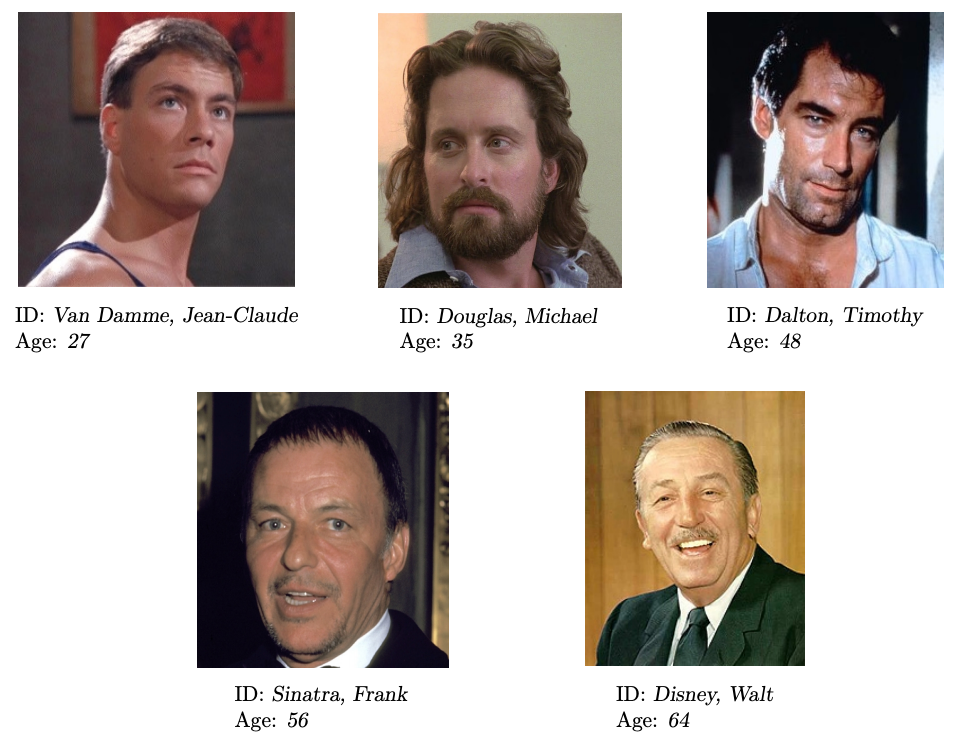 ID: Van Damme, Jean-Claude
Age: 27
ID: Douglas, Michael
Age: 35
ID: Dalton, Timothy
Age: 48
ID: Sinatra, Frank
Age: 56
ID: Disney, Walt
Age: 64